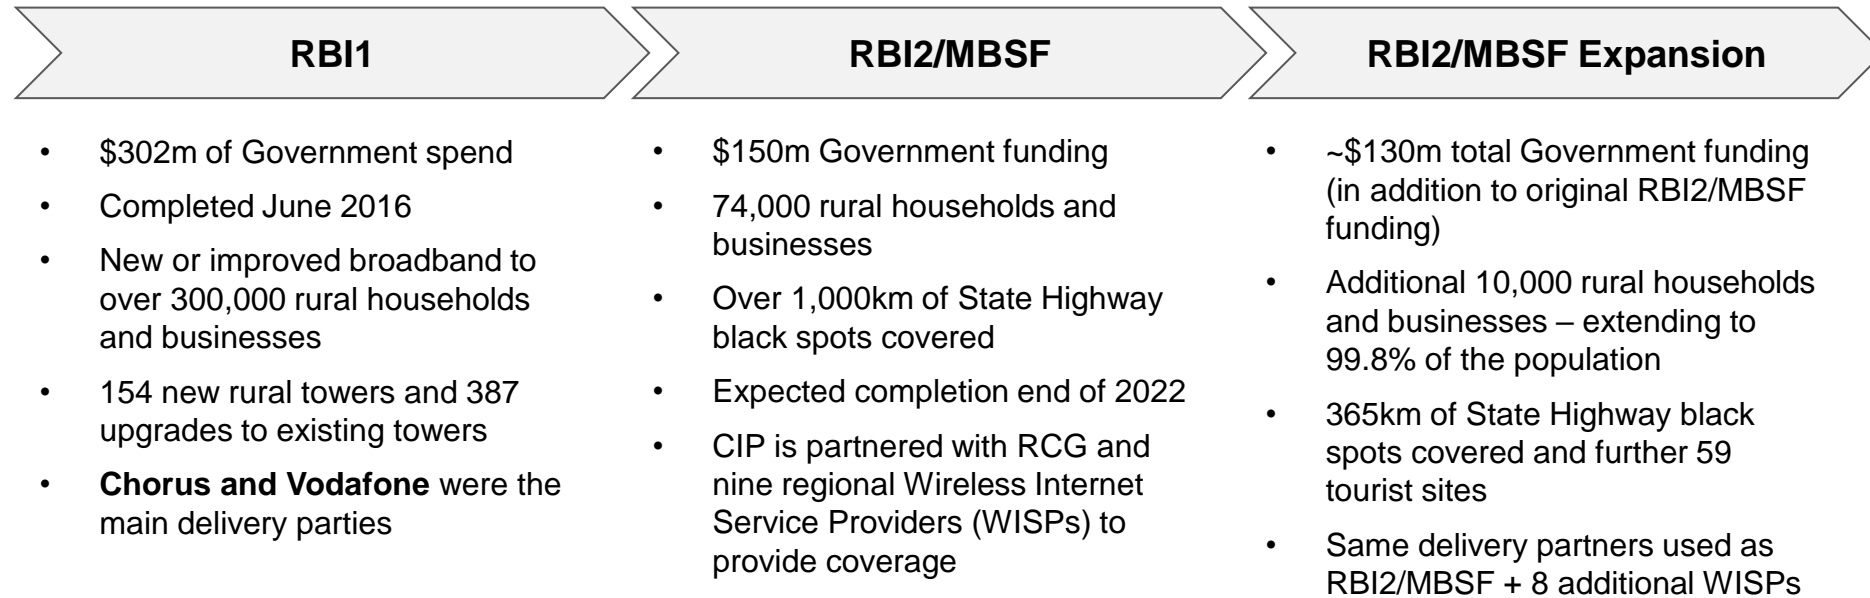 RBI1
• $302m of Government spend
• Completed June 2016
• New or improved broadband to
over 300,000 rural households
and businesses
• 154 new rural towers and 387
upgrades to existing towers
• Chorus and Vodafone were the
main delivery parties
RBI2/MBSF
• $150m Government funding
• 74,000 rural households and
businesses
• Over 1,000km of State Highway
black spots covered
• Expected completion end of 2022
• CIP is partnered with RCG and
nine regional Wireless Internet
Service Providers (WISPs) to
provide coverage
RBI2/MBSF Expansion
• ~$130m total Government funding
(in addition to original RBI2/MBSF
funding)
• Additional 10,000 rural households
and businesses – extending to
99.8% of the population
• 365km of State Highway black
spots covered and further 59
tourist sites
• Same delivery partners used as
RBI2/MBSF + 8 additional WISPs